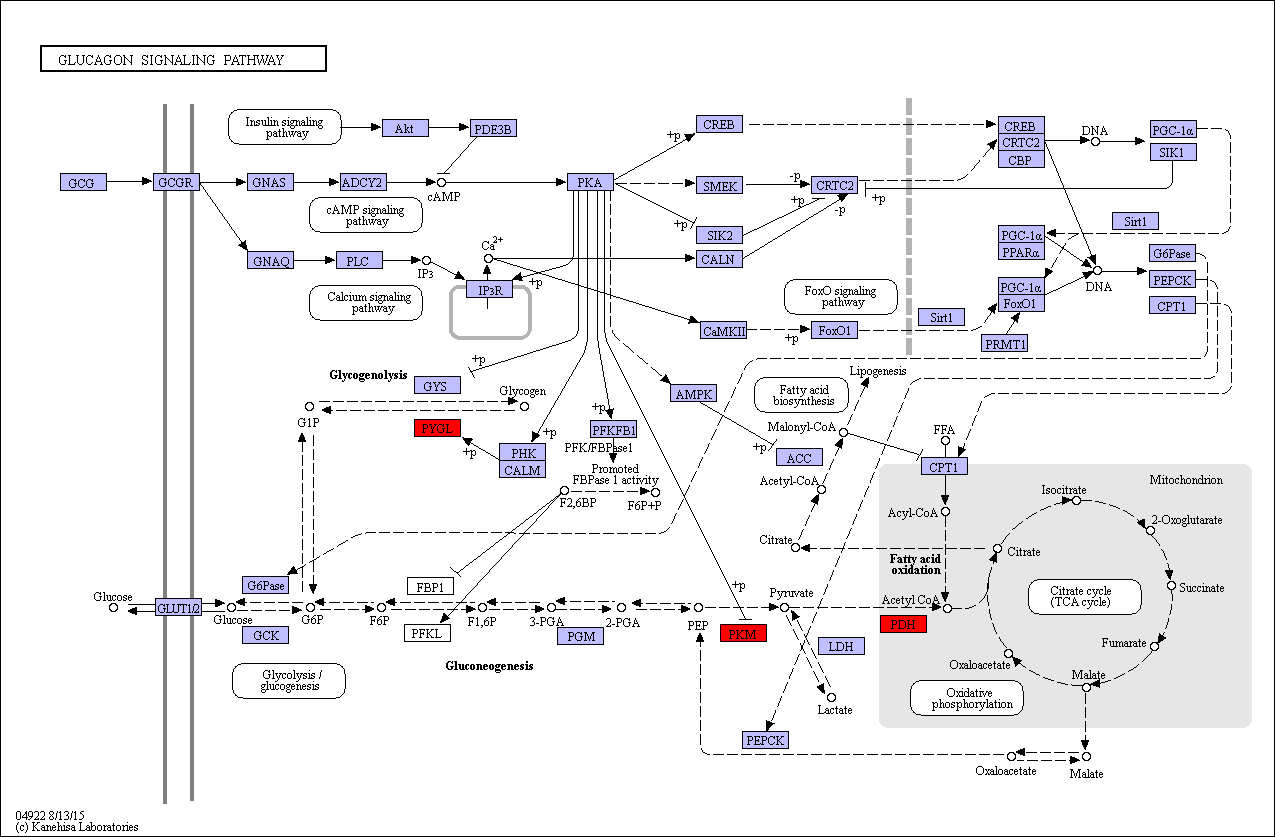 GLUCAGON SIGNALING PATHWAY
Insulin signaling
pathway
Akt
PDE3B
+p
CREB
CREB
CRTC2
CBP
DNA
PGC-1α
SIK1
GCG
GCGR
GNAS
ADCY2
cAMP
PKA
SMEK
-p
CRTC2
+p
+p
-p
cAMP signaling
pathway
+p
SIK2
Sirt1
GNAQ
PLC
IP3
Ca2+
CALN
PGC-1α
PPARα
G6Pase
IP3R
+p
DNA
PEPCK
Calcium signaling
pathway
FoxO signaling
pathway
PGC-1α
FoxO1
CPT1
CaMKII
+p
FoxO1
Sirt1
PRMT1
+p
Glycogenolysis
GYS
Glycogen
AMPK
Fatty acid
biosynthesis
Lipogenesis
G1P
PYGL
+p
+p
PHK
CALM
+p
PFKFB1
PFK/FBPase1
Malonyl-CoA
FFA
+p
ACC
CPT1
Promoted
FBPase 1 activity
F2,6BP
F6P+P
Acetyl-CoA
Mitochondrion
Isocitrate
Acyl-CoA
2-Oxoglutarate
Citrate
Citrate
Fatty acid
oxidation
G6Pase
FBP1
+p
Glucose
GLUT1/2
Glucose
G6P
F6P
F1,6P
3-PGA
2-PGA
PEP
Pyruvate
Acetyl CoA
Citrate cycle
(TCA cycle)
Succinate
GCK
PFKL
PGM
PKM
PDH
LDH
Fumarate
Gluconeogenesis
Oxaloacetate
Glycolysis /
glucogenesis
Malate
Oxidative
phosphorylation
Lactate
PEPCK
Oxaloacetate
Malate
04922 8/13/15
(c) Kanehisa Laboratories